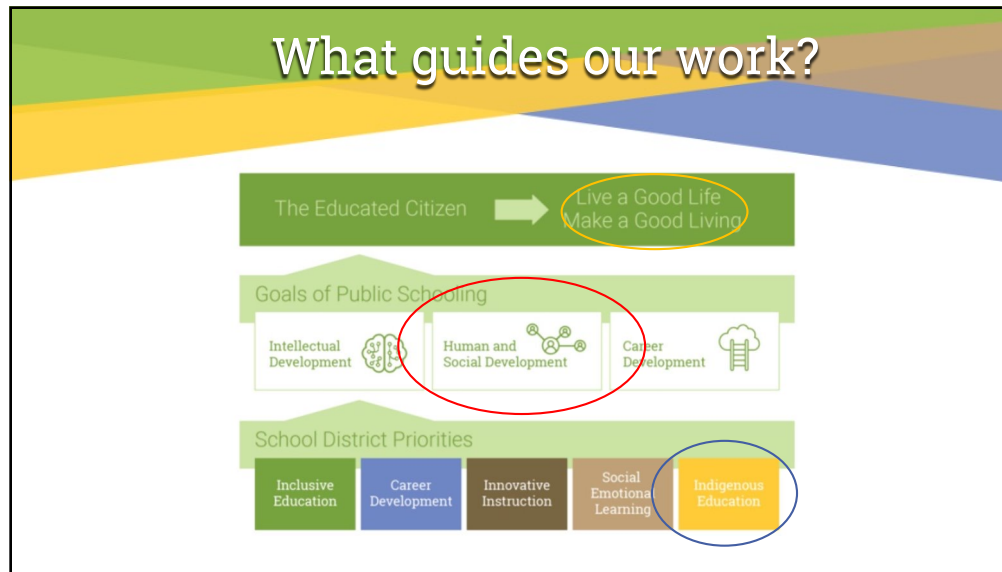 What guides our work?
The Educated Citizen
Live a Good Life
Make a Good Living
Goals of Public Schooling
Intellectual
Development
Human and
Social Development
Career
Development
School District Priorities
Inclusive
Education
Career
Development
Innovative
Instruction
Social
Emotional
Learning
Indigenous
Education